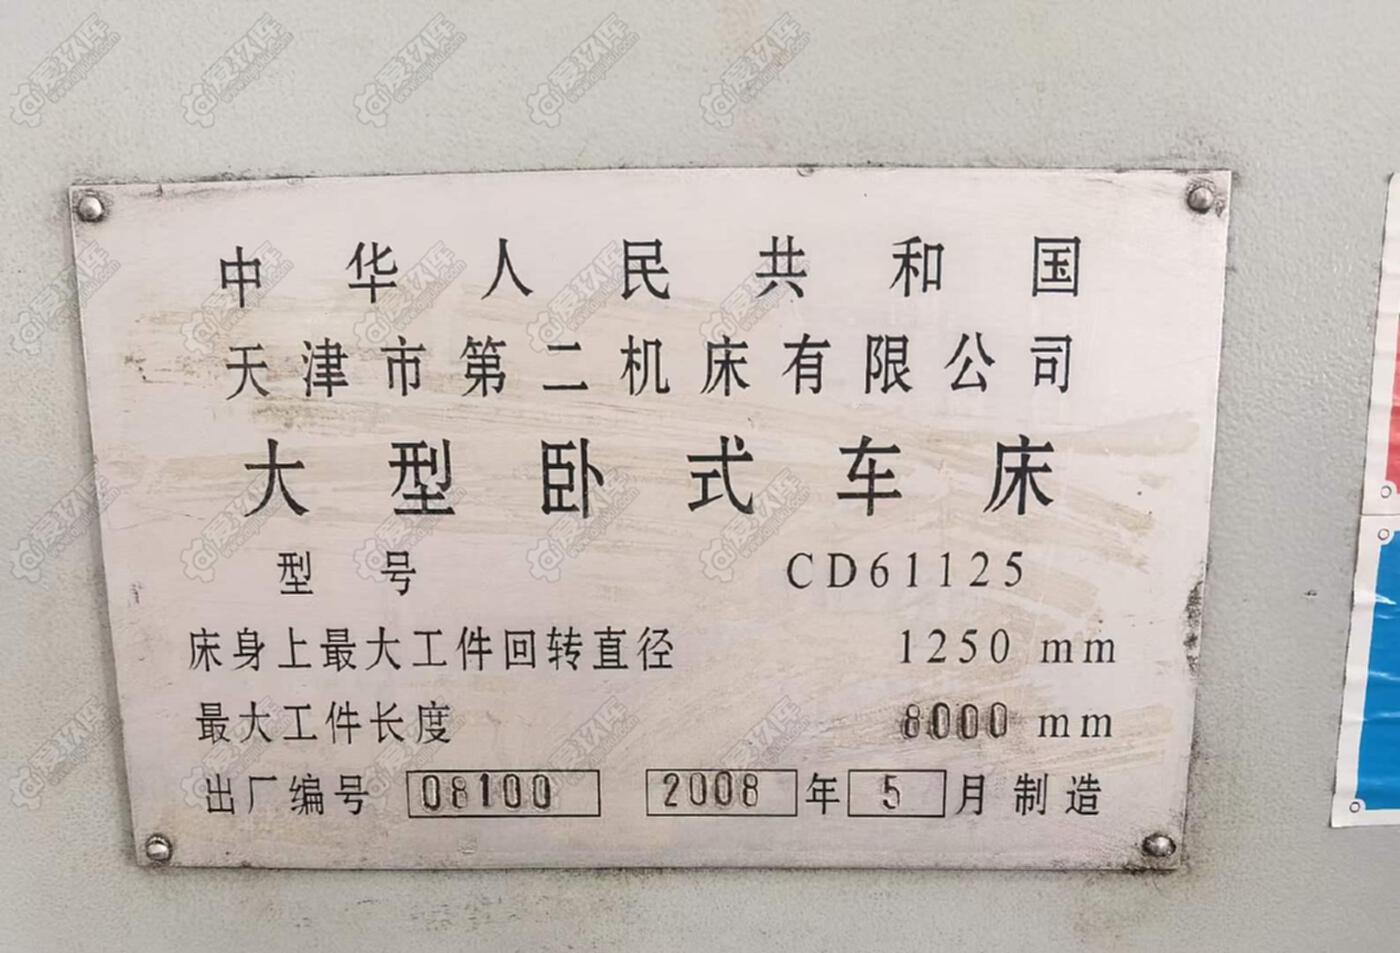 中华人民共和国
天津市第二机床有限公司
大型卧式车床
型号 CD61125
床身上最大工件回转直径 1250 mm
最大工件长度 8000 mm
出厂编号 08100 2008 年 5 月制造